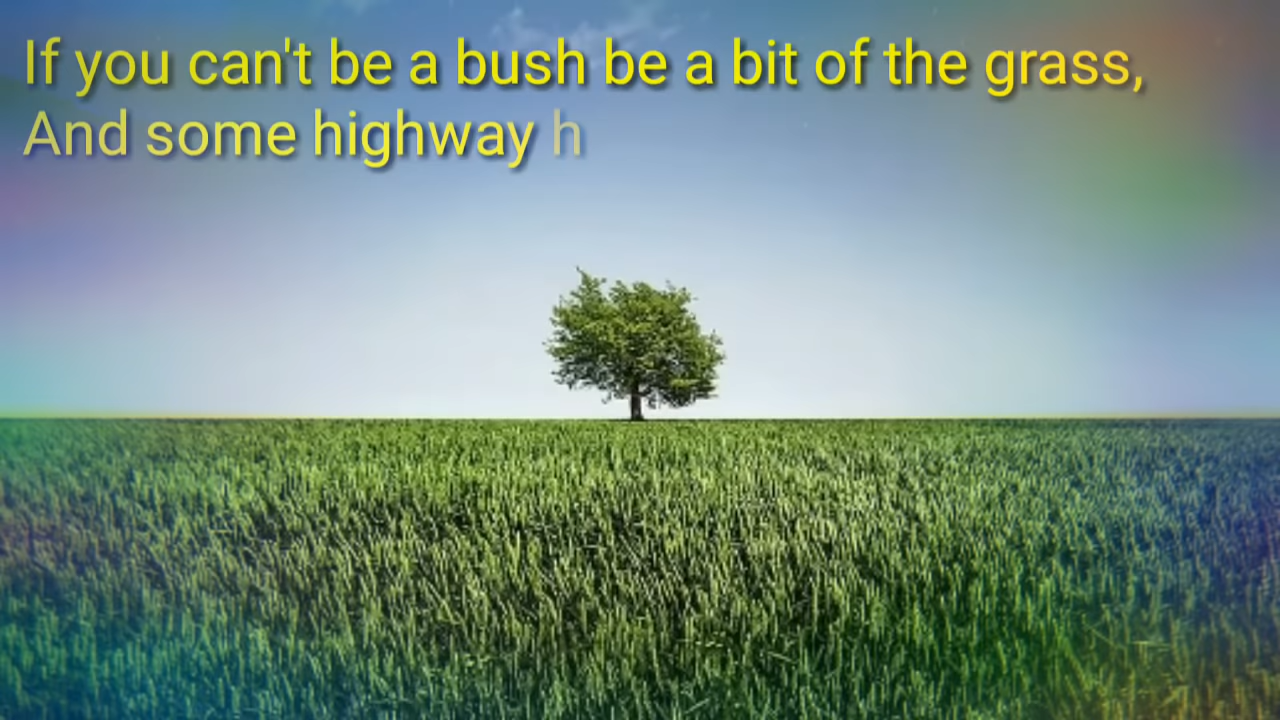 If you can't be a bush be a bit of the grass,
And some highway h